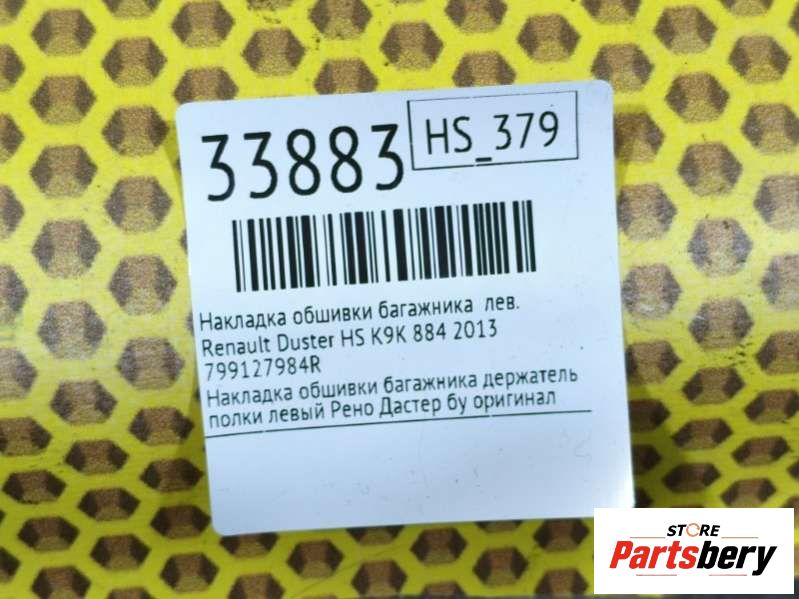 33883
HS_379
Накладка обшивки багажника лев.
Renault Duster HS K9K 884 2013
799127984R
Накладка обшивки багажника держатель
полки левый Рено Дастер бу оригинал
STORE
Partsbery